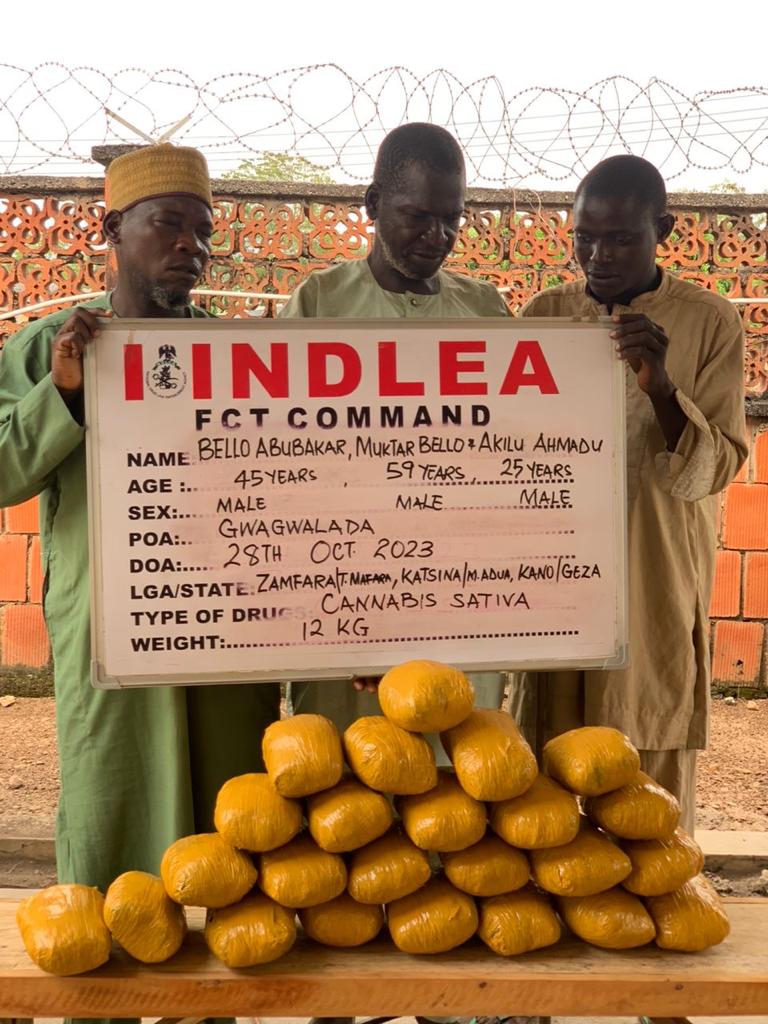 NDLEA
FCT COMMAND
NAME BELLO ABUBAKAR, MUKTAR BELLO & AKILU AHMADU
AGE :.. 45 YEARS , 59 YEARS, 25 YEARS
SEX:... MALE MALE MALE
POA:.. GWAGWALADA
DOA:.... 28TH OCT. 2023
LGA/STATE: ZAMFARA/T.MAFARA, KATSINA/M.ADUA, KANO/GEZA
TYPE OF DRUGS: CANNABIS SATIVA
WEIGHT:.. 12 KG